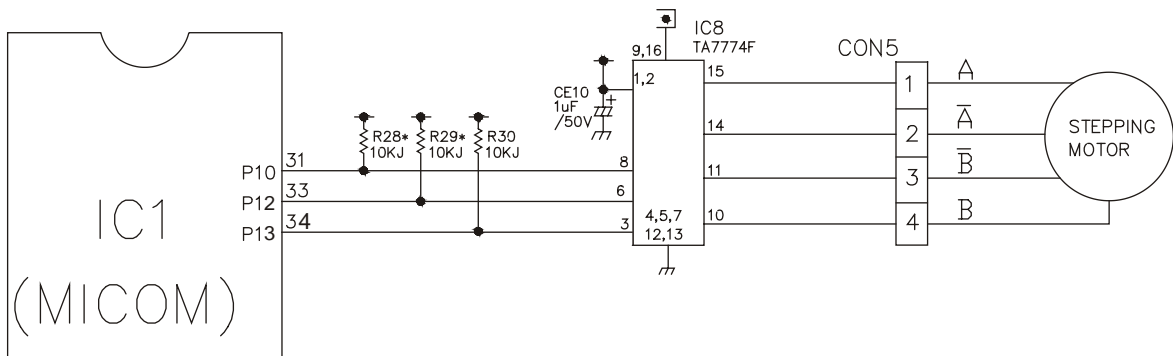 IC8
TA7774F
9,16
CON5
1,2
15
1
A
CE10
1uF
/50V
+
R28*
10KJ
R29*
10KJ
R30
10KJ
14
2
A̅
STEPPING
MOTOR
P10
31
8
11
3
B̅
P12
33
6
IC1
(MICOM)
P13
34
3
4,5,7
12,13
10
4
B